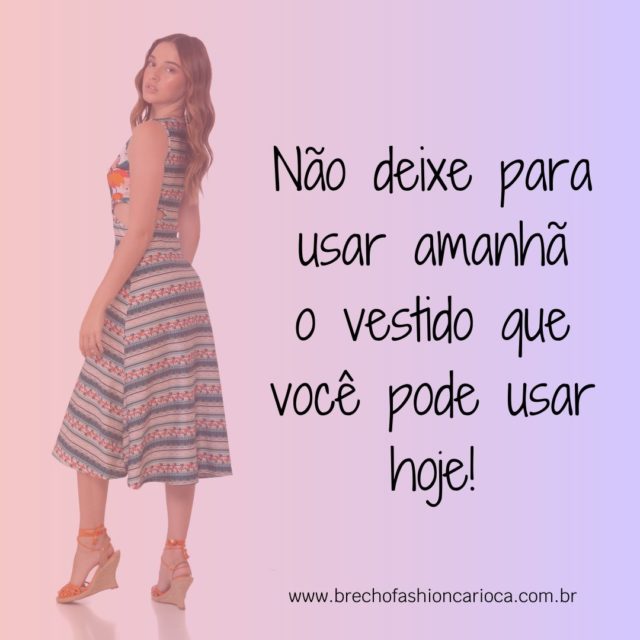 Não deixe para
usar amanhã
o vestido que
você pode usar
hoje!
www.brechofashioncarioca.com.br